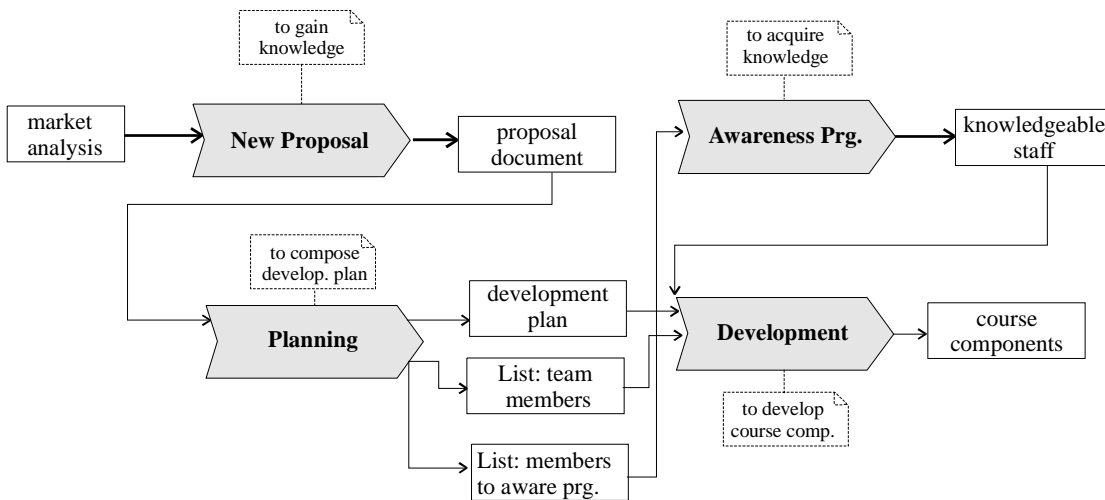 to gain
knowledge
to acquire
knowledge
market
analysis
New Proposal
proposal
document
Awareness Prg.
knowledgeable
staff
to compose
develop. plan
Planning
development
plan
Development
course
components
List: team
members
to develop
course comp.
List: members
to aware prg.